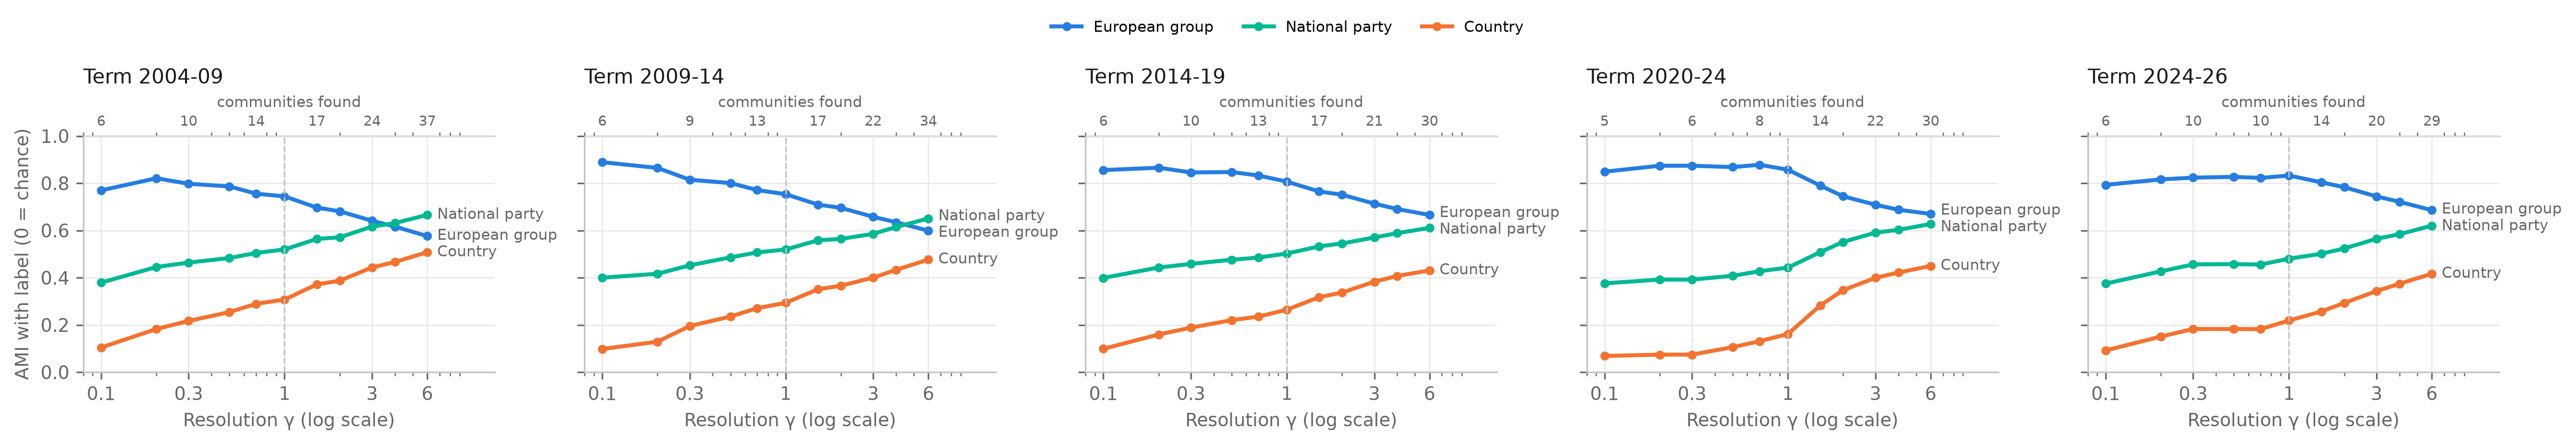 European group National party Country
Term 2004-09
communities found
6 10 14 17 24 37
AMI with label (0 = chance)
1.0
0.8
0.6
0.4
0.2
0.0
National party
European group
Country
0.1 0.3 1 3 6
Resolution γ (log scale)
Term 2009-14
communities found
6 9 13 17 22 34
National party
European group
Country
0.1 0.3 1 3 6
Resolution γ (log scale)
Term 2014-19
communities found
6 10 13 17 21 30
European group
National party
Country
0.1 0.3 1 3 6
Resolution γ (log scale)
Term 2020-24
communities found
5 6 8 14 22 30
European group
National party
Country
0.1 0.3 1 3 6
Resolution γ (log scale)
Term 2024-26
communities found
6 10 10 14 20 29
European group
National party
Country
0.1 0.3 1 3 6
Resolution γ (log scale)